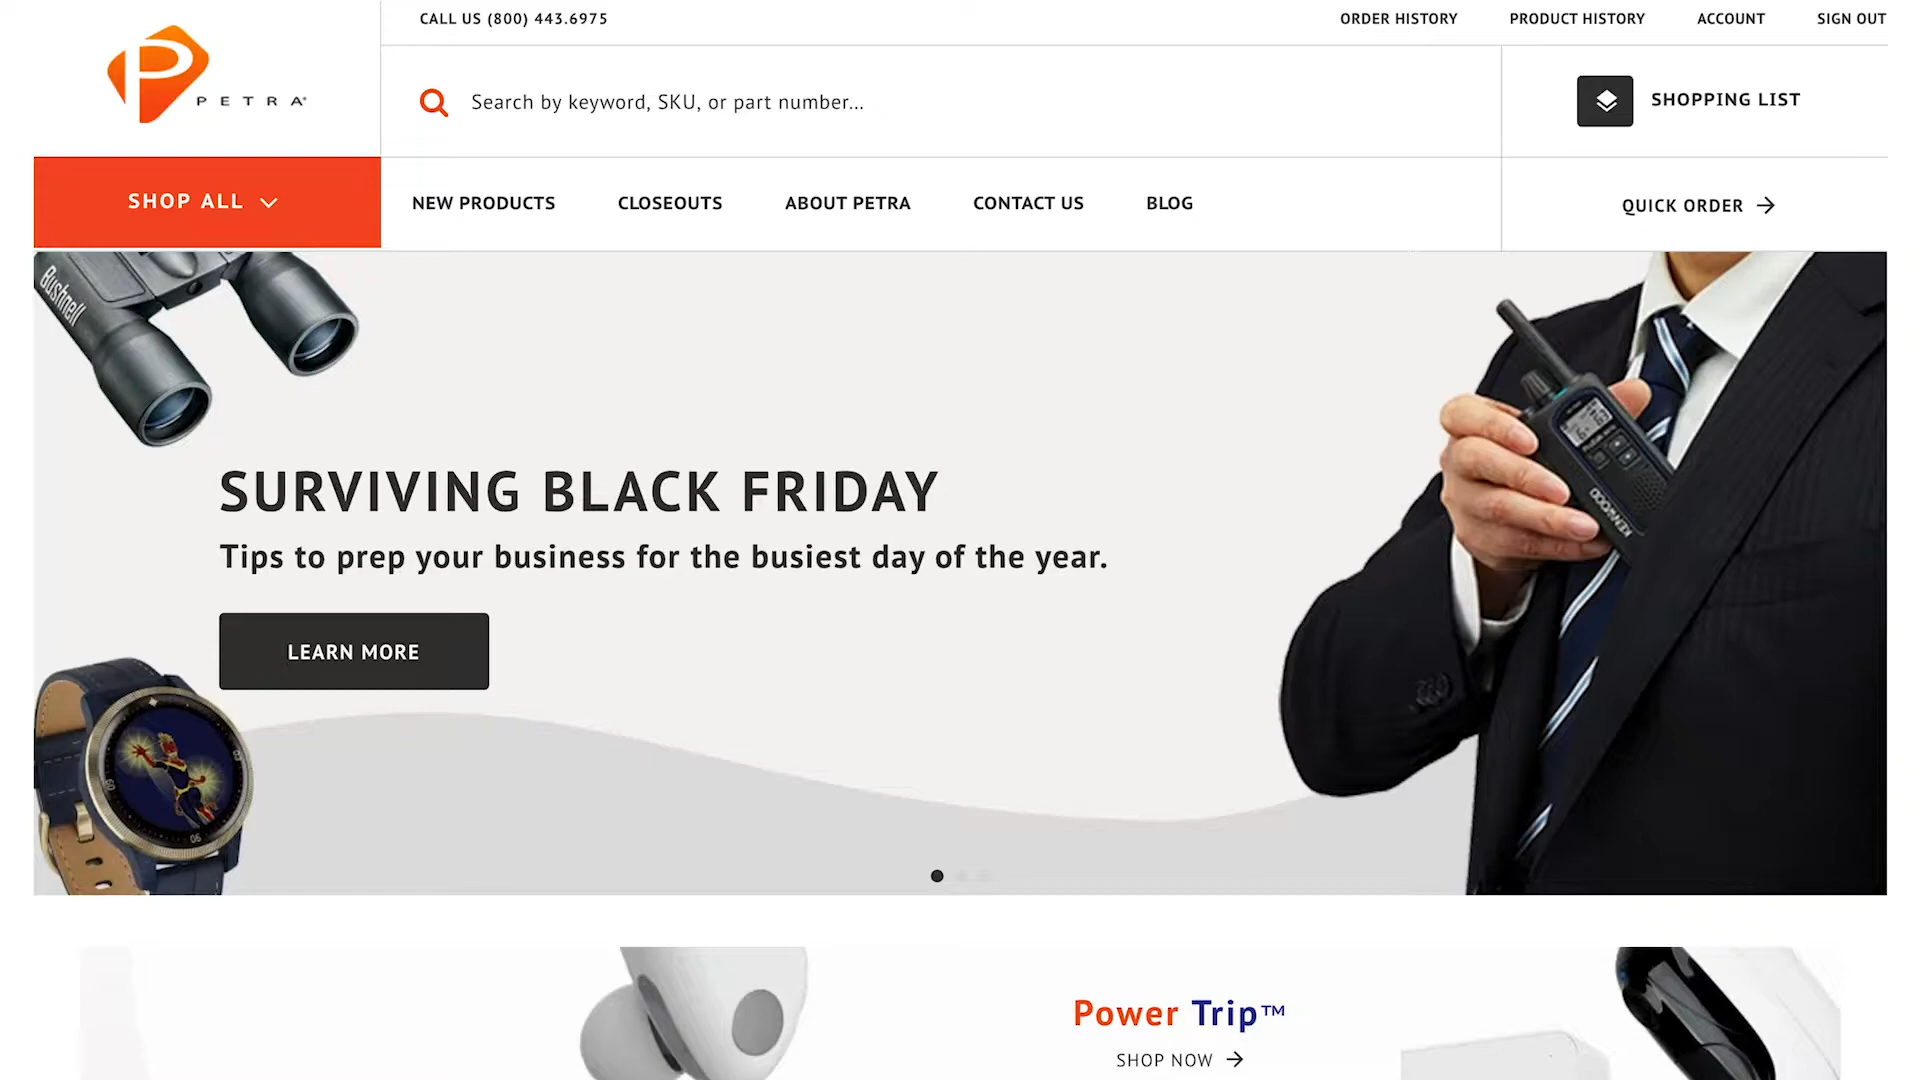 CALL US (800) 443.6975
ORDER HISTORY
PRODUCT HISTORY
ACCOUNT
SIGN OUT
PETRA
Search by keyword, SKU, or part number...
SHOPPING LIST
SHOP ALL
NEW PRODUCTS
CLOSEOUTS
ABOUT PETRA
CONTACT US
BLOG
QUICK ORDER
Bushnell
KENWOOD
SURVIVING BLACK FRIDAY
Tips to prep your business for the busiest day of the year.
LEARN MORE
Power Trip™
SHOP NOW